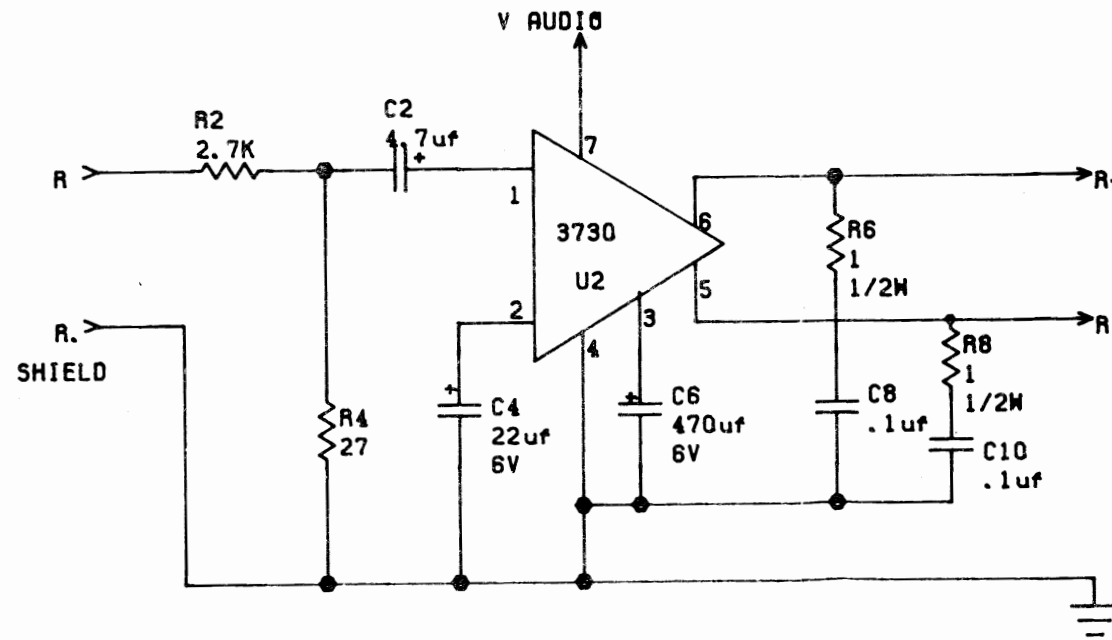 V AUDIO
R2
2.7K
C2
4.7uf
+
R
1
7
3730
U2
6
5
R6
1
1/2W
R
2
3
4
R.
SHIELD
R4
27
+
C4
22uf
6V
+
C6
470uf
6V
C8
.1uf
R8
1
1/2W
C10
.1uf
R